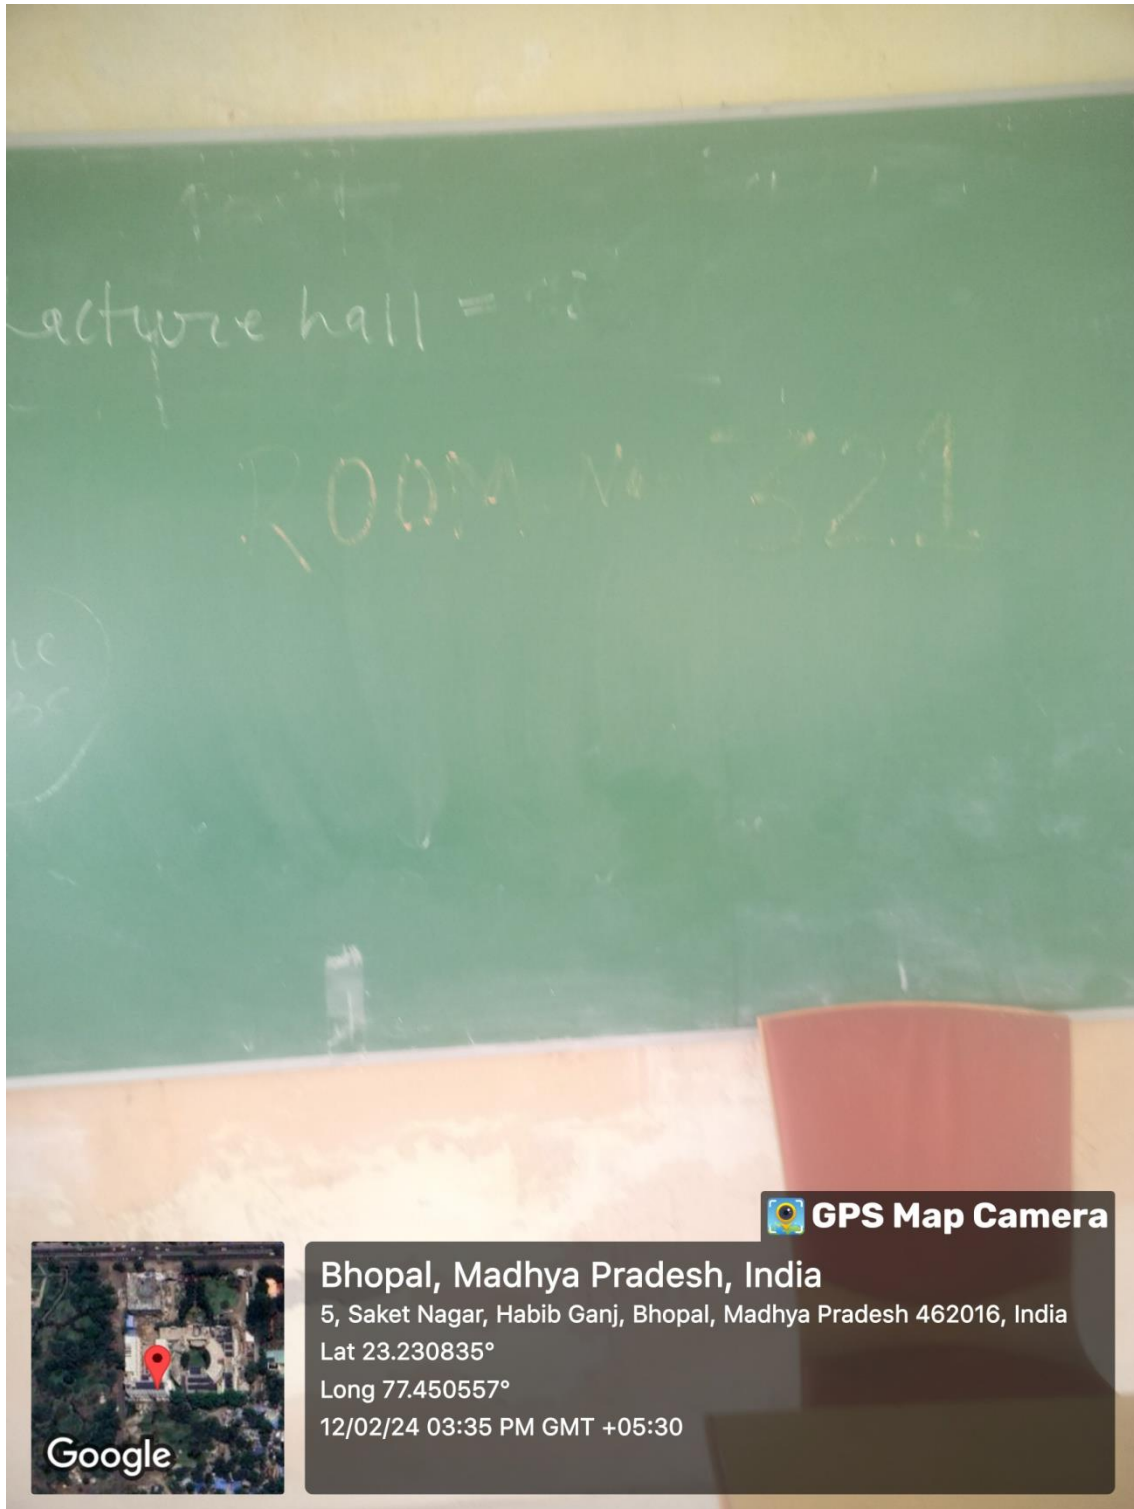 Lacture hall =
ROOM No 321
GPS Map Camera
Bhopal, Madhya Pradesh, India
5, Saket Nagar, Habib Ganj, Bhopal, Madhya Pradesh 462016, India
Lat 23.230835°
Long 77.450557°
12/02/24 03:35 PM GMT +05:30
Google